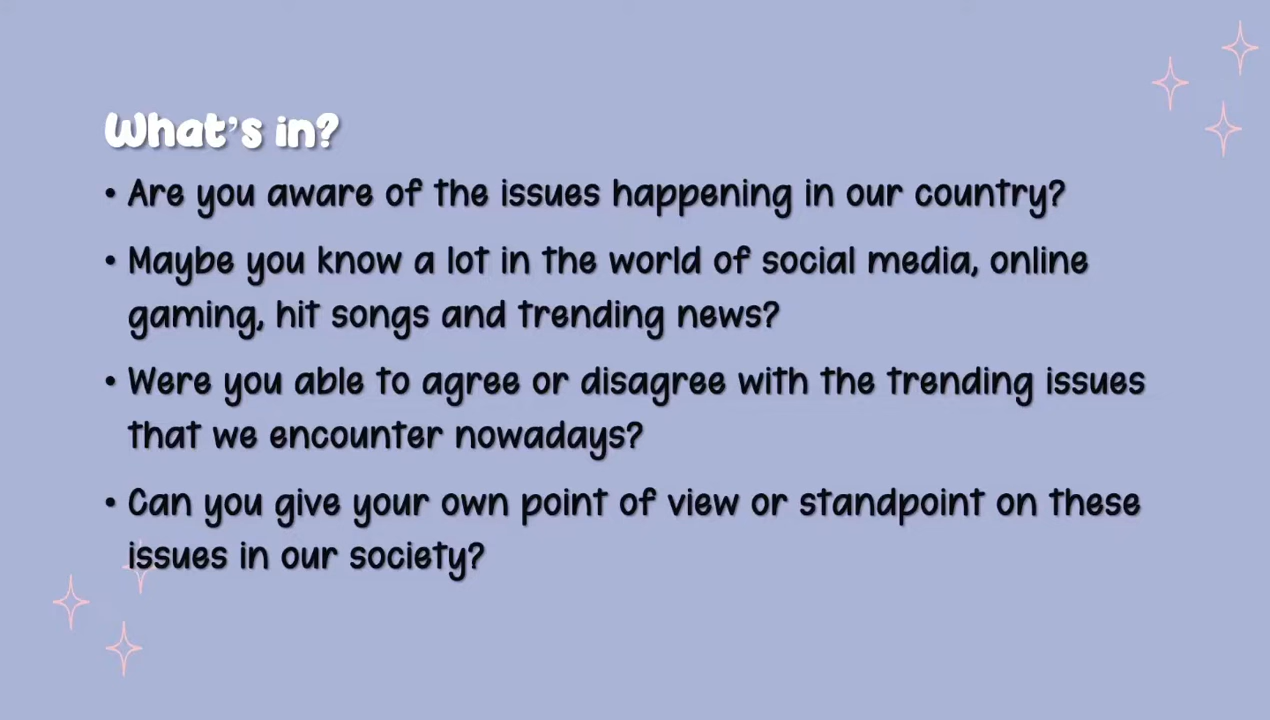 What's in?
• Are you aware of the issues happening in our country?
• Maybe you know a lot in the world of social media, online
gaming, hit songs and trending news?
• Were you able to agree or disagree with the trending issues
that we encounter nowadays?
• Can you give your own point of view or standpoint on these
issues in our society?